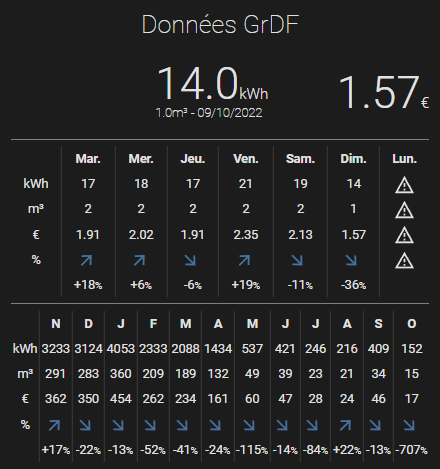 Données GrDF
14.0kWh 1.57€
1.0m³ - 09/10/2022
Mar. Mer. Jeu. Ven. Sam. Dim. Lun.
kWh 17 18 17 21 19 14
m³ 2 2 2 2 2 1
€ 1.91 2.02 1.91 2.35 2.13 1.57
%
+18% +6% -6% +19% -11% -36%
N D J F M A M J J A S O
kWh 3233 3124 4053 2333 2088 1434 537 421 246 216 409 152
m³ 291 283 360 209 189 132 49 39 23 21 34 15
€ 362 350 454 262 234 161 60 47 28 24 46 17
%
+17% -22% -13% -52% -41% -24% -115% -14% -84% +22% -13% -707%